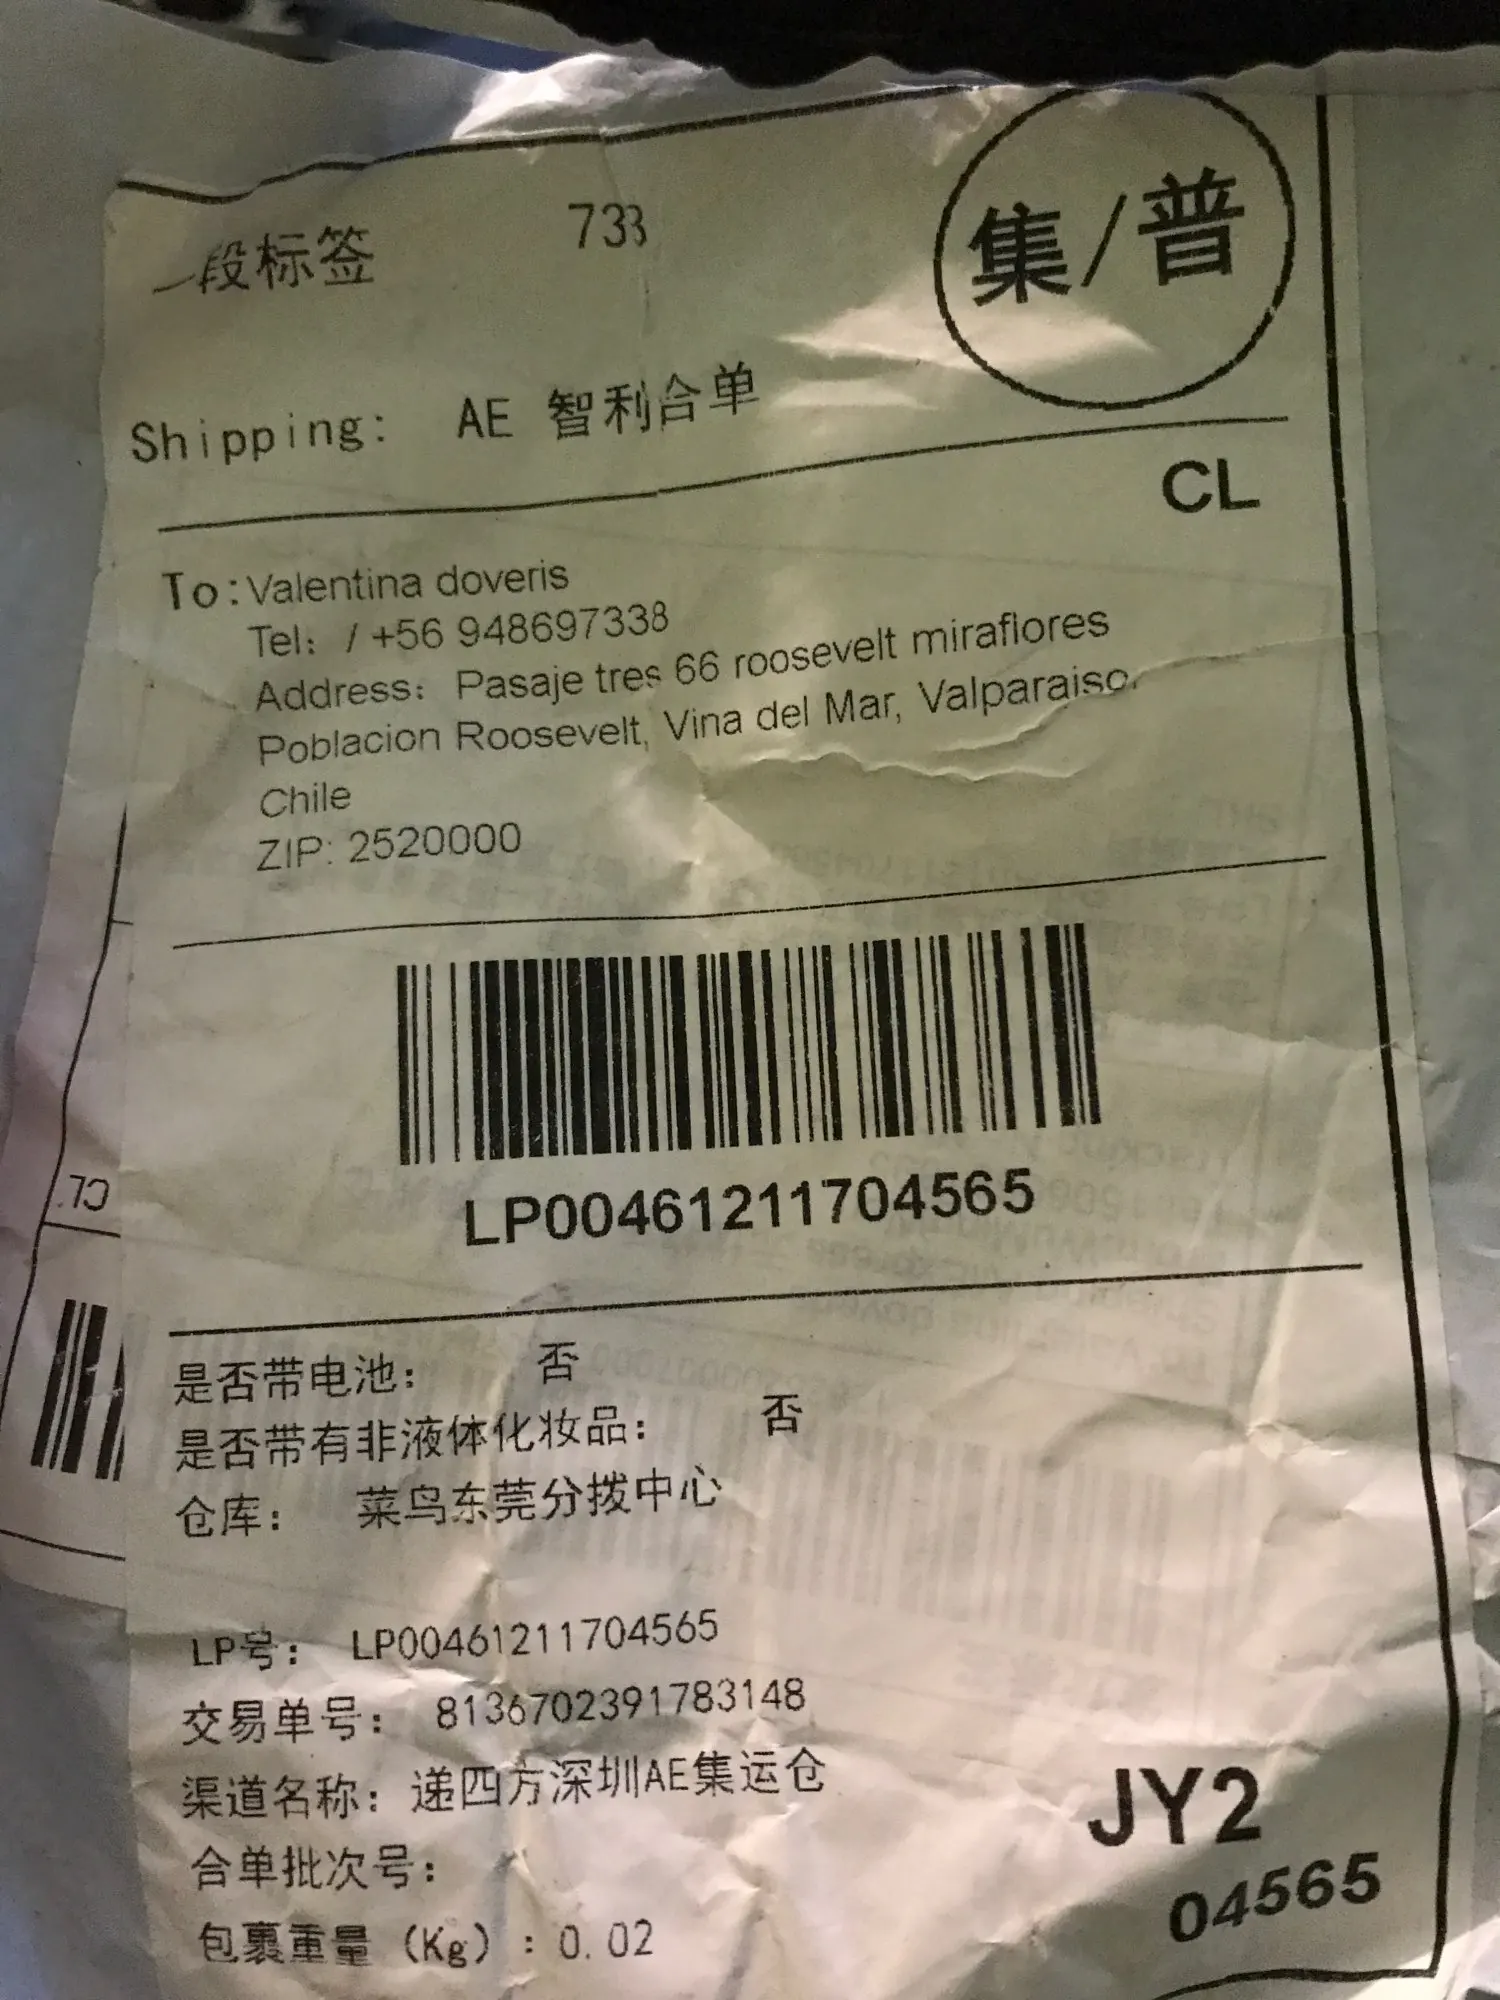 一段标签 733
集/普
Shipping: AE 智利合单
CL
To: Valentina doveris
Tel: / +56 948697338
Address: Pasaje tres 66 roosevelt miraflores
Poblacion Roosevelt, Vina del Mar, Valparaiso,
Chile
ZIP: 2520000
LP00461211704565
是否带电池: 否
是否带有非液体化妆品: 否
仓库: 菜鸟东莞分拨中心
LP号: LP00461211704565
交易单号: 8136702391783148
渠道名称: 递四方深圳AE集运仓
合单批次号:
包裹重量 (Kg) : 0.02
JY2
04565